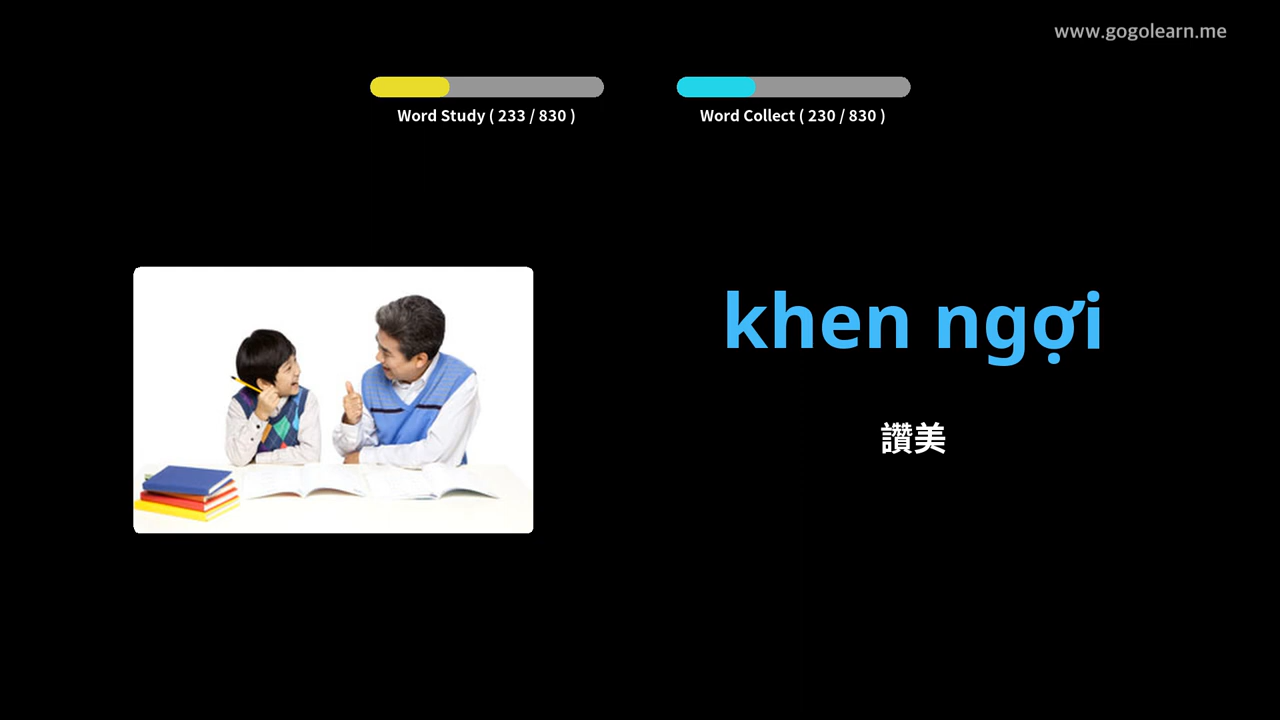 www.gogolearn.me
Word Study ( 233 / 830 )
Word Collect ( 230 / 830 )
khen ngợi
讚美